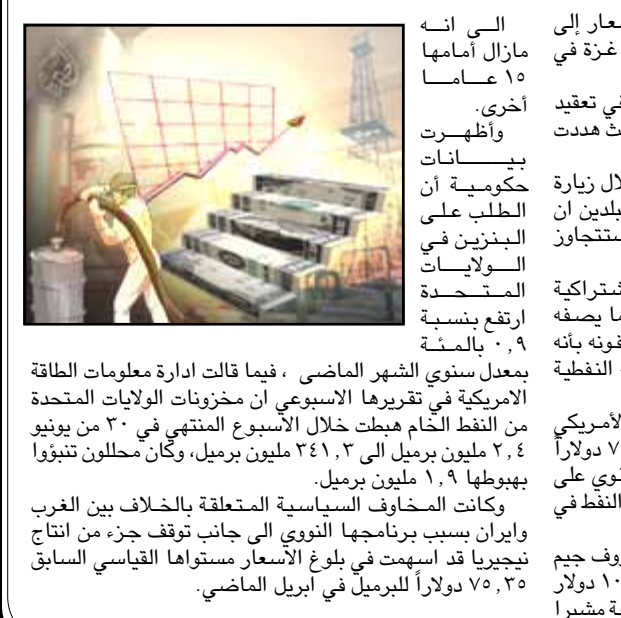 عار إلى
غزة في
في تعقيد
ث هددت
لال زيارة
بلدين ان
ستتجاوز
شتراكية
ما يصفه
قونه بأنه
النفطية
لأمريكي
٧ دولاراً
نوي على
النفط في
روف جيم
١٠ دولار
ية مشيرا
الى انه
مازال أمامها
١٥ عاما
أخرى.
وأظهرت
بيانات
حكومية أن
الطلب على
البنزين في
الولايات
المتحدة
ارتفع بنسبة
٠,٩ بالمئة
بمعدل سنوي الشهر الماضى ، فيما قالت ادارة معلومات الطاقة
الامريكية في تقريرها الاسبوعي ان مخزونات الولايات المتحدة
من النفط الخام هبطت خلال الاسبوع المنتهي في ٣٠ من يونيو
٢,٤ مليون برميل الى ٣٤١,٣ مليون برميل، وكان محللون تنبؤوا
بهبوطها ١,٩ مليون برميل.
وكانت المخاوف السياسية المتعلقة بالخلاف بين الغرب
وايران بسبب برنامجها النووي الى جانب توقف جزء من انتاج
نيجيريا قد اسهمت في بلوغ الاسعار مستواها القياسي السابق
٧٥,٣٥ دولاراً للبرميل في ابريل الماضي.